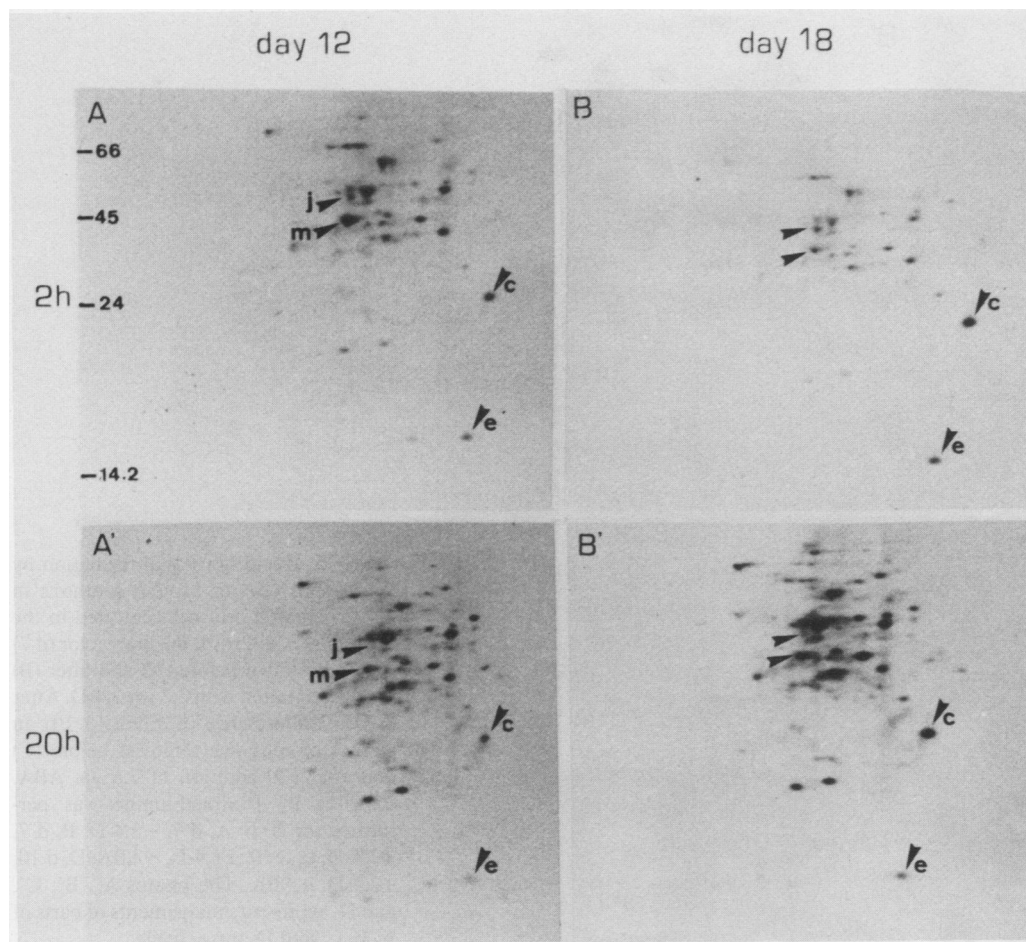 day 12 day 18
A B
–66
j
–45
m
c c
2h –24
e e
–14.2
A' B'
j
m
c c
20h
e e